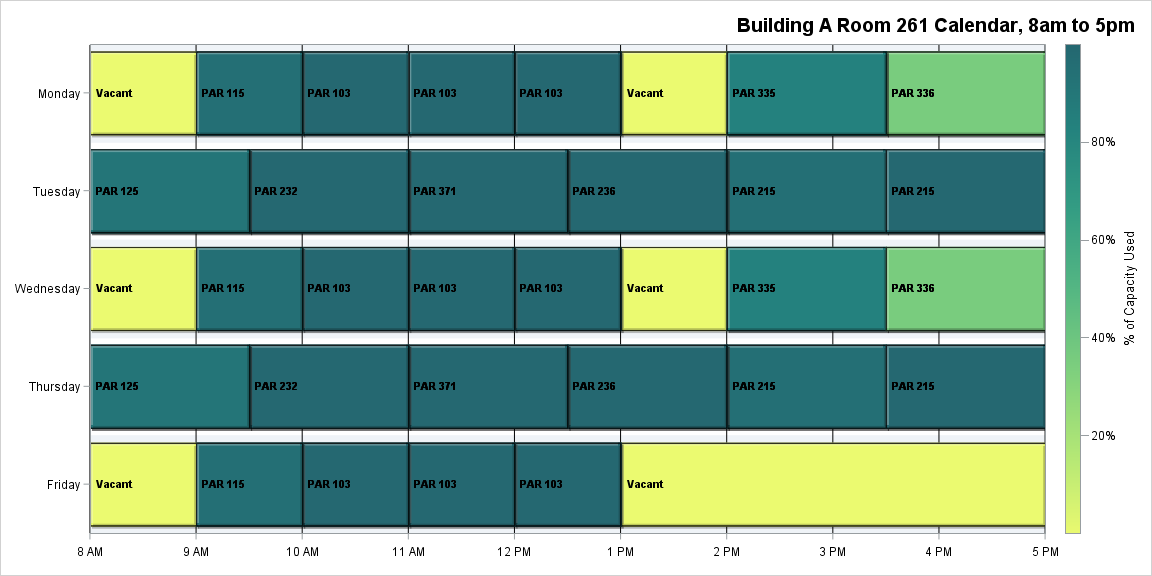 Building A Room 261 Calendar, 8am to 5pm
Monday
Vacant
PAR 115
PAR 103
PAR 103
PAR 103
Vacant
PAR 335
PAR 336
Tuesday
PAR 125
PAR 232
PAR 371
PAR 236
PAR 215
PAR 215
Wednesday
Vacant
PAR 115
PAR 103
PAR 103
PAR 103
Vacant
PAR 335
PAR 336
Thursday
PAR 125
PAR 232
PAR 371
PAR 236
PAR 215
PAR 215
Friday
Vacant
PAR 115
PAR 103
PAR 103
PAR 103
Vacant
8 AM
9 AM
10 AM
11 AM
12 PM
1 PM
2 PM
3 PM
4 PM
5 PM
80%
60%
40%
20%
% of Capacity Used